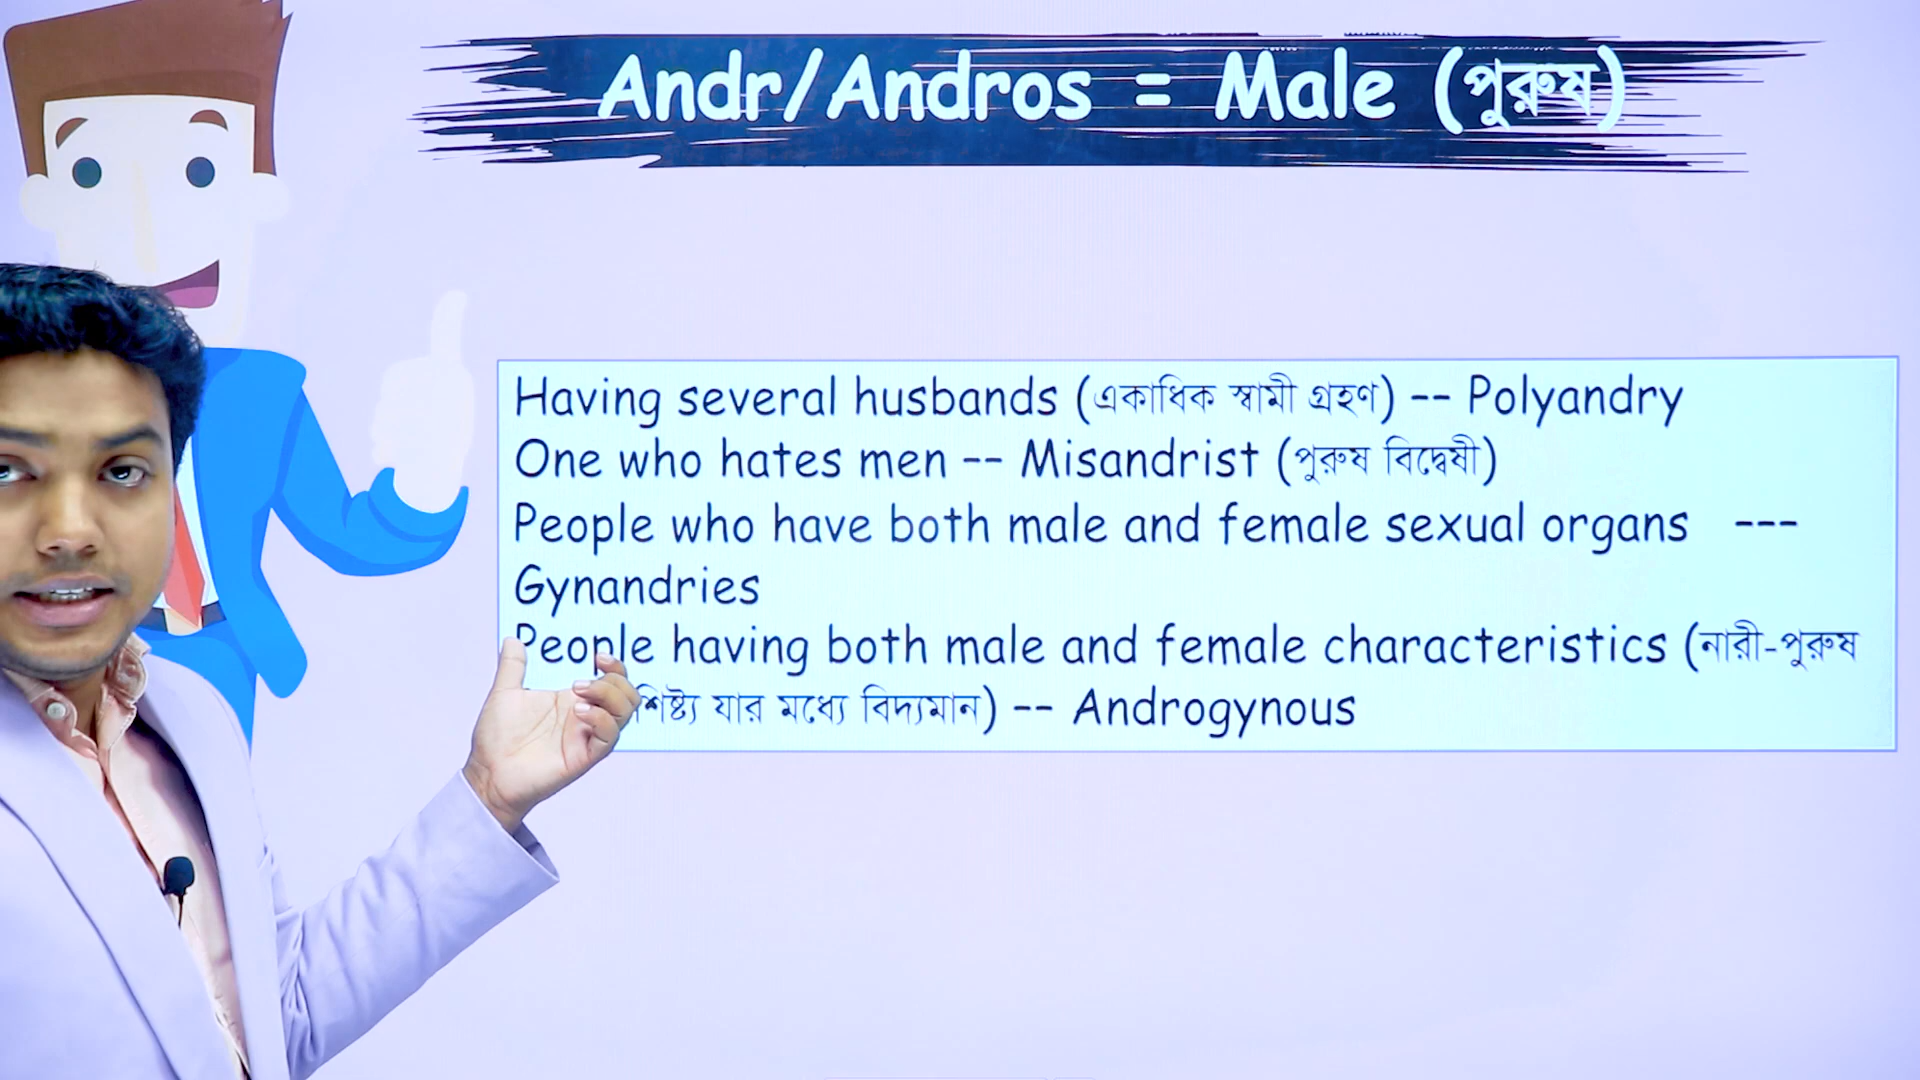 Andr/Andros = Male (পুরুষ)
Having several husbands (একাধিক স্বামী গ্রহণ) -- Polyandry
One who hates men -- Misandrist (পুরুষ বিদ্বেষী)
People who have both male and female sexual organs ---
Gynandries
People having both male and female characteristics (নারী-পুরুষ
যার মধ্যে বিদ্যমান) -- Androgynous